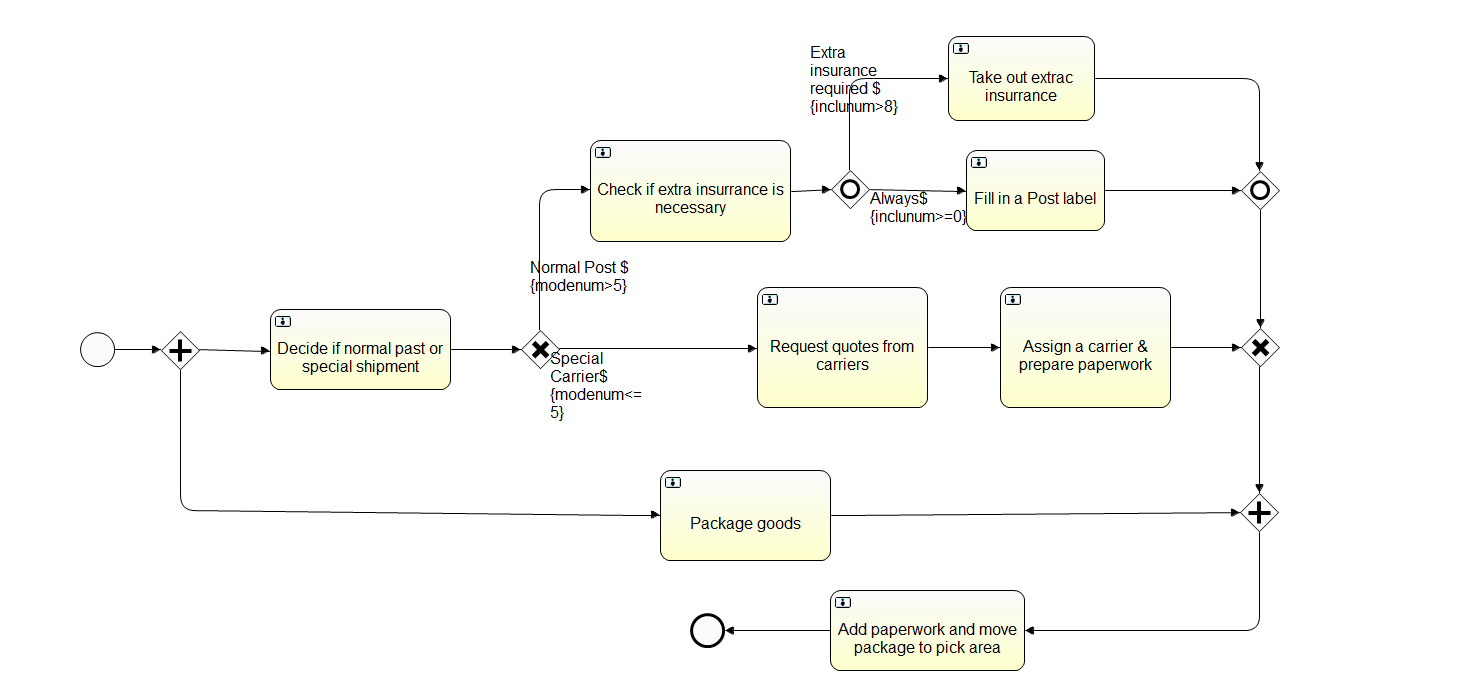 Extra
insurance
required $
{inclunum>8}
Take out extrac
insurrance
Check if extra insurrance is
necessary
Always$
{inclunum>=0}
Fill in a Post label
Normal Post $
{modenum>5}
Decide if normal past or
special shipment
Special
Carrier$
{modenum<=
5}
Request quotes from
carriers
Assign a carrier &
prepare paperwork
Package goods
Add paperwork and move
package to pick area